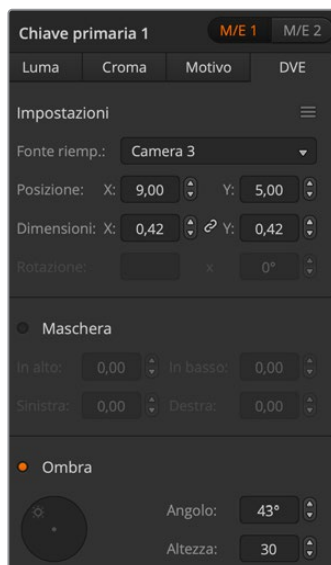 Chiave primaria 1 M/E 1 M/E 2
Luma Croma Motivo DVE
Impostazioni
Fonte riemp.: Camera 3
Posizione: X: 9,00 Y: 5,00
Dimensioni: X: 0,42 Y: 0,42
Rotazione: x 0°
Maschera
In alto: 0,00 In basso: 0,00
Sinistra: 0,00 Destra: 0,00
Ombra
Angolo: 43°
Altezza: 30